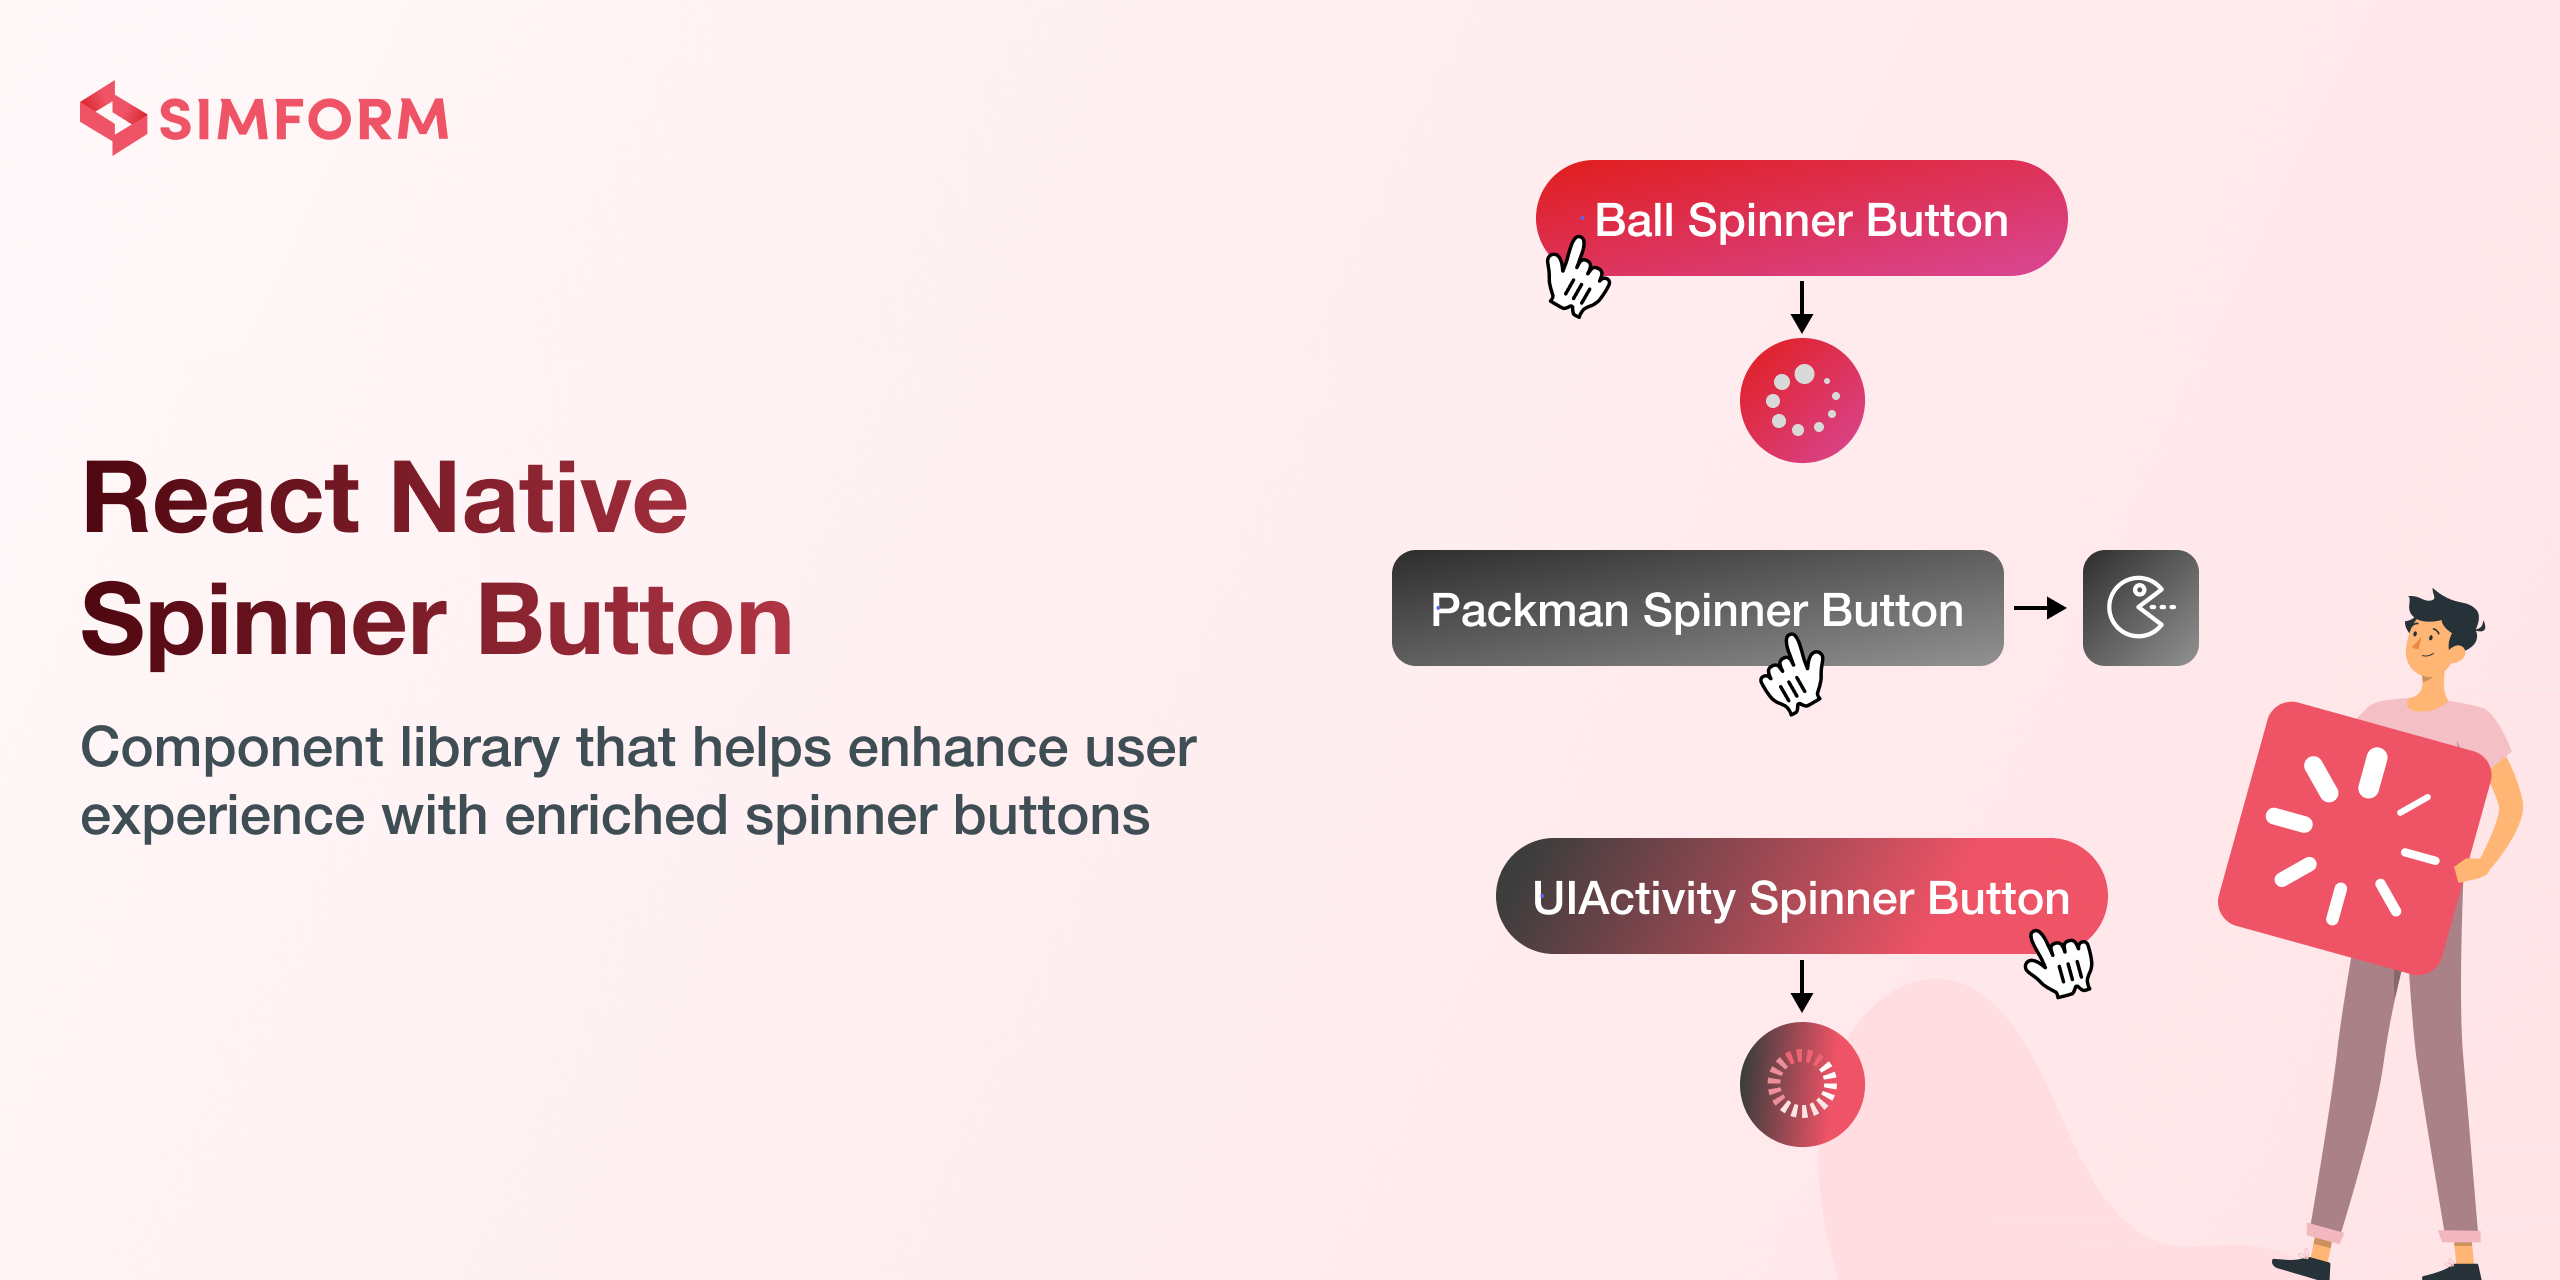 SIMFORM
React Native
Spinner Button
Component library that helps enhance user
experience with enriched spinner buttons
Ball Spinner Button
Packman Spinner Button
UIActivity Spinner Button